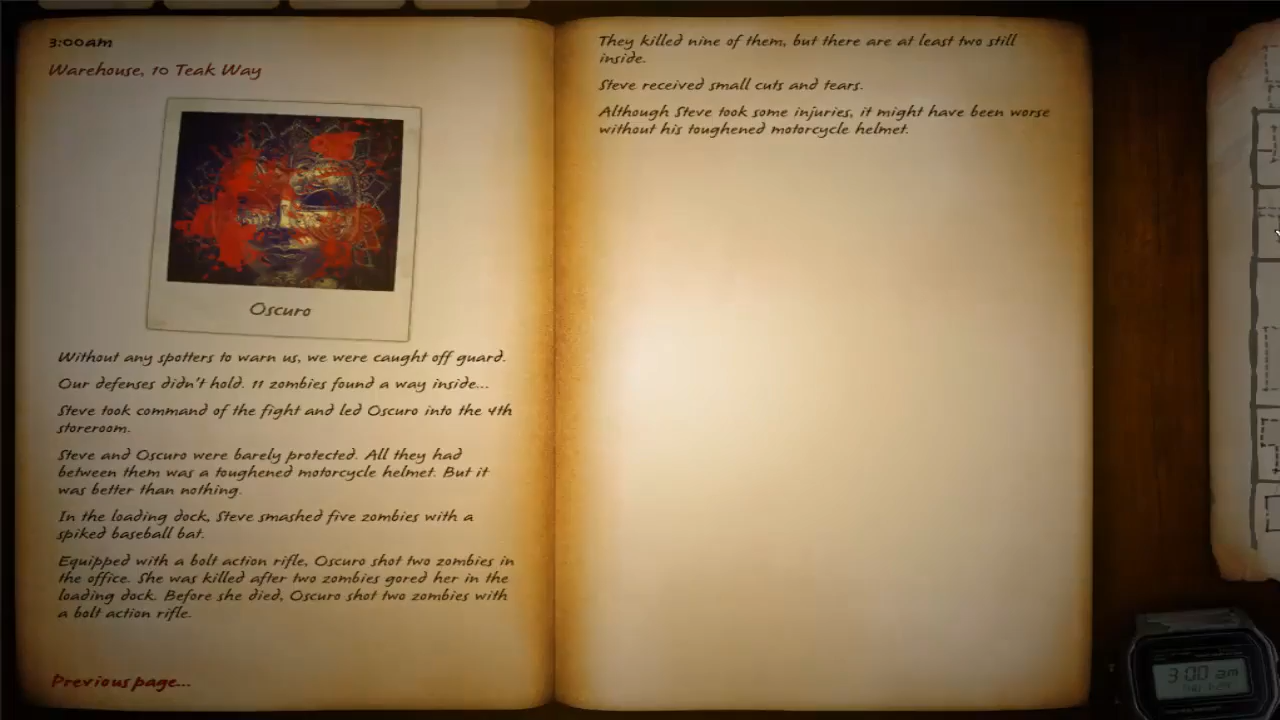 3:00am
Warehouse, 10 Teak Way
Oscuro
Without any spotters to warn us, we were caught off guard.
Our defenses didn't hold. 11 zombies found a way inside...
Steve took command of the fight and led Oscuro into the 4th
storeroom.
Steve and Oscuro were barely protected. All they had
between them was a toughened motorcycle helmet. But it
was better than nothing.
In the loading dock, Steve smashed five zombies with a
spiked baseball bat.
Equipped with a bolt action rifle, Oscuro shot two zombies in
the office. She was killed after two zombies gored her in the
loading dock. Before she died, Oscuro shot two zombies with
a bolt action rifle.
Previous page...
They killed nine of them, but there are at least two still
inside.
Steve received small cuts and tears.
Although Steve took some injuries, it might have been worse
without his toughened motorcycle helmet.
3:00 am